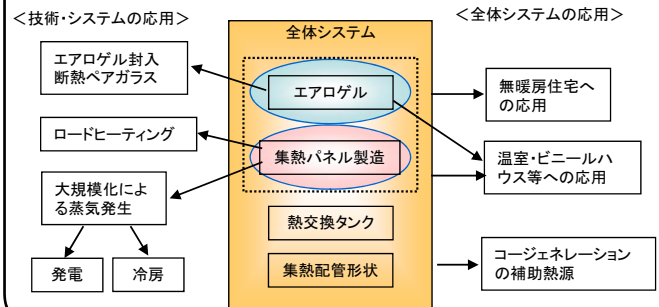 ＜技術・システムの応用＞
エアロゲル封入
断熱ペアガラス
ロードヒーティング
大規模化によ
る蒸気発生
発電
冷房
全体システム
エアロゲル
集熱パネル製造
熱交換タンク
集熱配管形状
＜全体システムの応用＞
無暖房住宅へ
の応用
温室・ビニールハ
ウス等への応用
コージェネレーション
の補助熱源